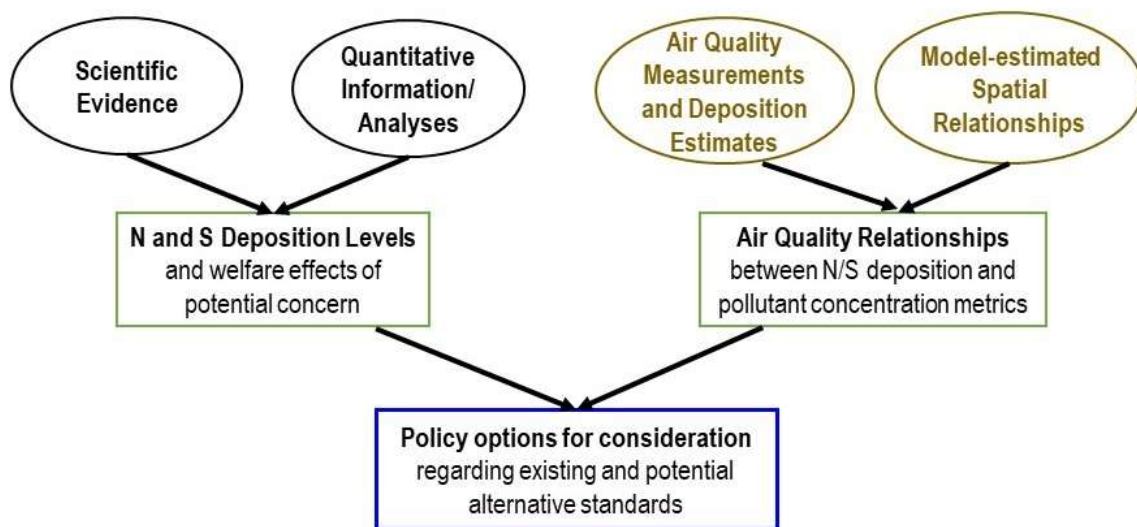 Scientific
Evidence
Quantitative
Information/
Analyses
Air Quality
Measurements
and Deposition
Estimates
Model-estimated
Spatial
Relationships
N and S Deposition Levels
and welfare effects of
potential concern
Air Quality Relationships
between N/S deposition and
pollutant concentration metrics
Policy options for consideration
regarding existing and potential
alternative standards